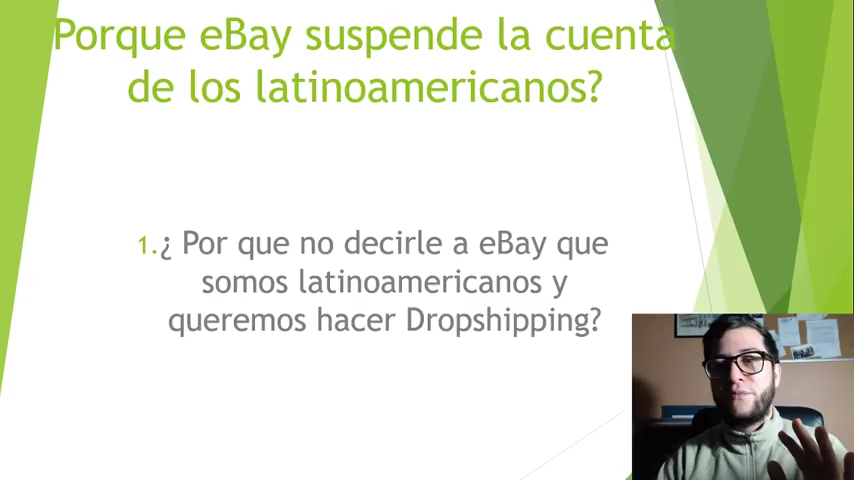 Porque eBay suspende la cuenta
de los latinoamericanos?
1.¿ Por que no decirle a eBay que
somos latinoamericanos y
queremos hacer Dropshipping?